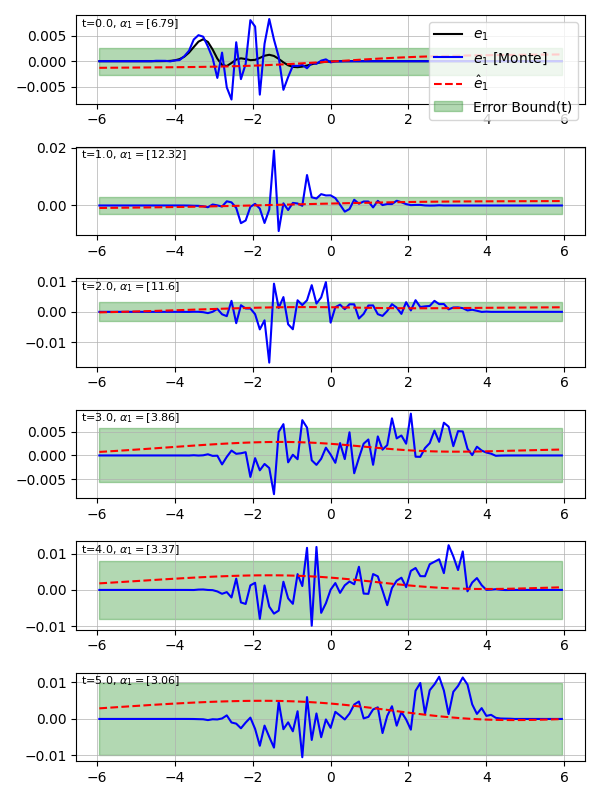 t=0.0, α₁ = [6.79]
e₁
e₁ [Monte]
ê₁
Error Bound(t)
0.005
0.000
−0.005
−6 −4 −2 0 2 4 6
t=1.0, α₁ = [12.32]
0.02
0.00
−6 −4 −2 0 2 4 6
t=2.0, α₁ = [11.6]
0.01
0.00
−0.01
−6 −4 −2 0 2 4 6
t=3.0, α₁ = [3.86]
0.005
0.000
−0.005
−6 −4 −2 0 2 4 6
t=4.0, α₁ = [3.37]
0.01
0.00
−0.01
−6 −4 −2 0 2 4 6
t=5.0, α₁ = [3.06]
0.01
0.00
−0.01
−6 −4 −2 0 2 4 6